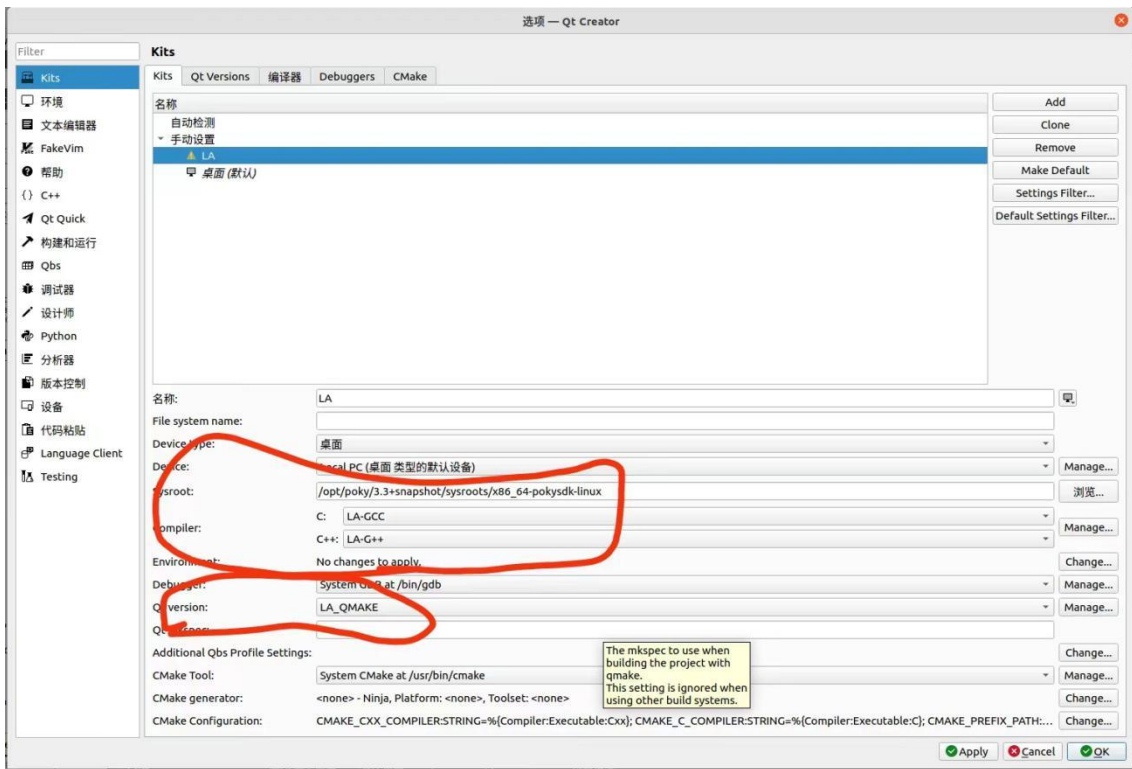 选项 — Qt Creator
Filter
Kits
环境
文本编辑器
FakeVim
帮助
C++
Qt Quick
构建和运行
Qbs
调试器
设计师
Python
分析器
版本控制
设备
代码粘贴
Language Client
Testing
Kits
Kits Qt Versions 编译器 Debuggers CMake
名称
自动检测
手动设置
LA
桌面 (默认)
Add
Clone
Remove
Make Default
Settings Filter...
Default Settings Filter...
名称: LA
File system name:
Device type: 桌面
Device: Local PC (桌面 类型的默认设备) Manage...
Sysroot: /opt/poky/3.3+snapshot/sysroots/x86_64-pokysdk-linux 浏览...
Compiler: C: LA-GCC Manage...
C++: LA-G++
Environment: No changes to apply. Change...
Debugger: System GDB at /bin/gdb Manage...
Qt version: LA_QMAKE Manage...
Qt
Additional Qbs Profile Settings: Change...
CMake Tool: System CMake at /usr/bin/cmake Manage...
CMake generator: <none> - Ninja, Platform: <none>, Toolset: <none> Change...
CMake Configuration: CMAKE_CXX_COMPILER:STRING=%{Compiler:Executable:Cxx}; CMAKE_C_COMPILER:STRING=%{Compiler:Executable:C}; CMAKE_PREFIX_PATH:... Change...
The mkspec to use when
building the project with
qmake.
This setting is ignored when
using other build systems.
Apply Cancel OK